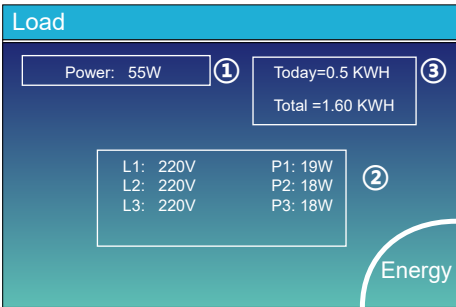 Load
Power: 55W ①
Today=0.5 KWH ③
Total =1.60 KWH
L1: 220V P1: 19W
L2: 220V P2: 18W ②
L3: 220V P3: 18W
Energy